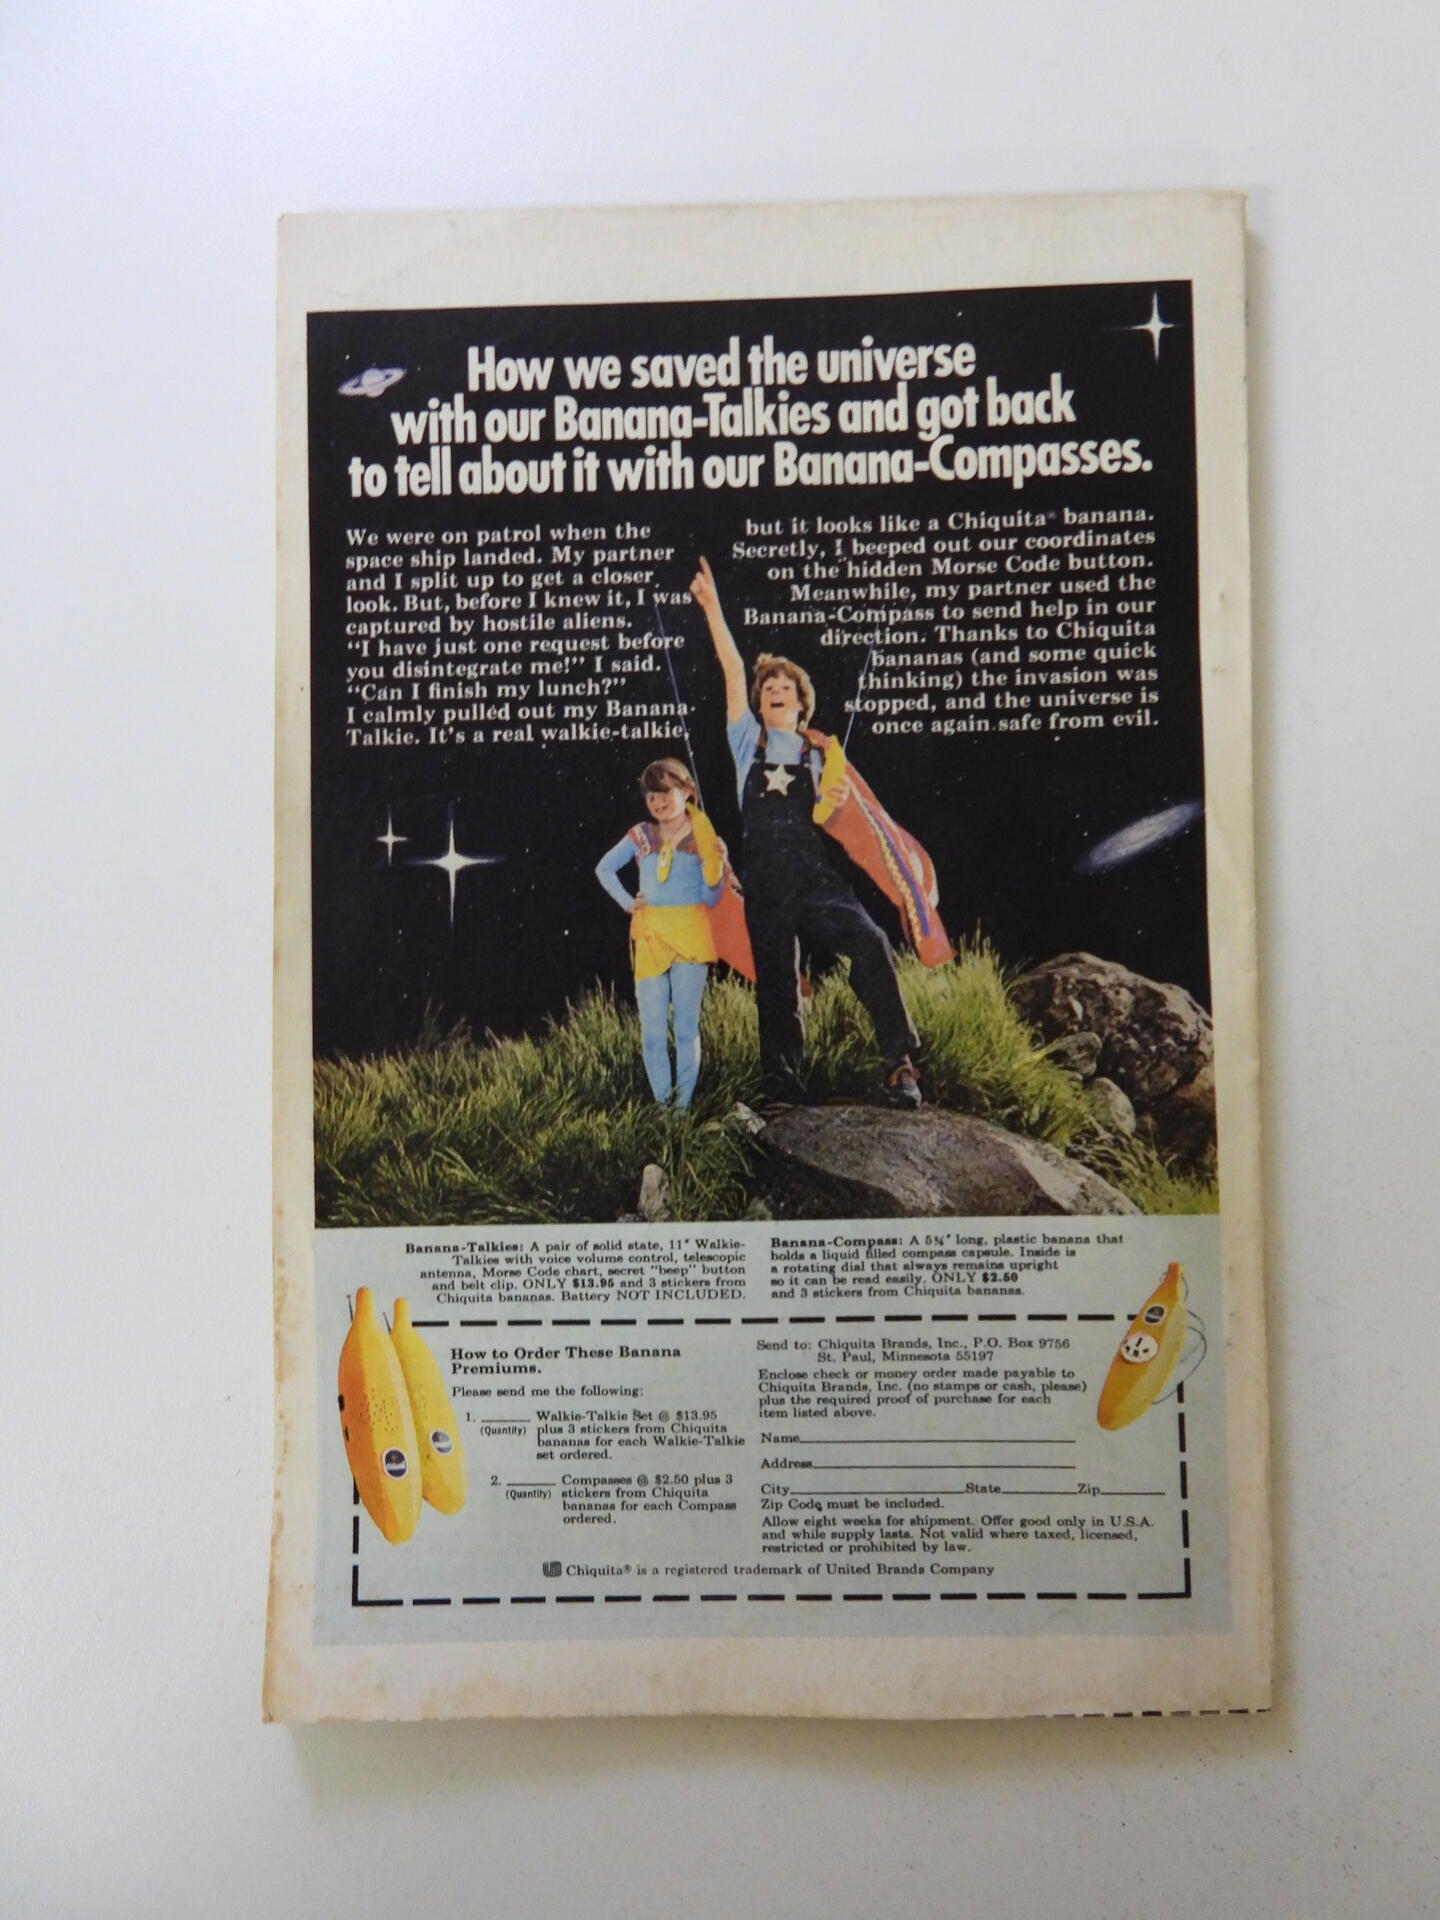 How we saved the universe
with our Banana-Talkies and got back
to tell about it with our Banana-Compasses.
We were on patrol when the
space ship landed. My partner
and I split up to get a closer
look. But, before I knew it, I was
captured by hostile aliens.
"I have just one request before
you disintegrate me!" I said.
"Can I finish my lunch?"
I calmly pulled out my Banana-
Talkie. It's a real walkie-talkie,
but it looks like a Chiquita® banana.
Secretly, I beeped out our coordinates
on the hidden Morse Code button.
Meanwhile, my partner used the
Banana-Compass to send help in our
direction. Thanks to Chiquita
bananas (and some quick
thinking) the invasion was
stopped, and the universe is
once again safe from evil.
Banana-Talkies: A pair of solid state, 11" Walkie-
Talkies with voice volume control, telescopic
antenna, Morse Code chart, secret "beep" button
and belt clip. ONLY $13.95 and 3 stickers from
Chiquita bananas. Battery NOT INCLUDED.
Banana-Compass: A 5¾" long, plastic banana that
holds a liquid filled compass capsule. Inside is
a rotating dial that always remains upright
so it can be read easily. ONLY $2.50
and 3 stickers from Chiquita bananas.
How to Order These Banana
Premiums.
Please send me the following:
1. ______ Walkie-Talkie Set @ $13.95
(Quantity) plus 3 stickers from Chiquita
bananas for each Walkie-Talkie
set ordered.
2. ______ Compasses @ $2.50 plus 3
(Quantity) stickers from Chiquita
bananas for each Compass
ordered.
Send to: Chiquita Brands, Inc., P.O. Box 9756
St. Paul, Minnesota 55197
Enclose check or money order made payable to
Chiquita Brands, Inc. (no stamps or cash, please)
plus the required proof of purchase for each
item listed above.
Name
Address
City State Zip
Zip Code must be included.
Allow eight weeks for shipment. Offer good only in U.S.A.
and while supply lasts. Not valid where taxed, licensed,
restricted or prohibited by law.
Chiquita® is a registered trademark of United Brands Company